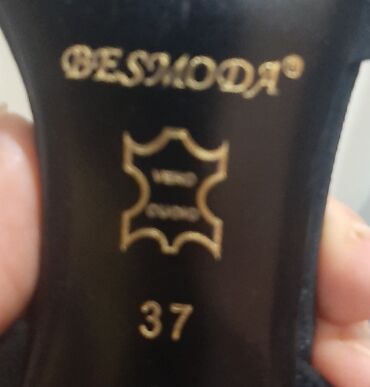 BESMODA®
VERO
CUOIO
37